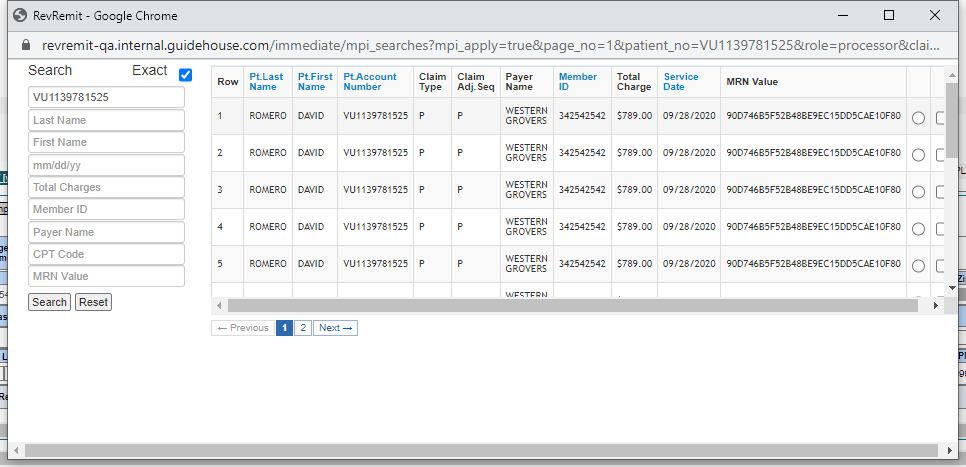 RevRemit - Google Chrome
revremit-qa.internal.guidehouse.com/immediate/mpi_searches?mpi_apply=true&page_no=1&patient_no=VU1139781525&role=processor&clai...
Search Exact
VU1139781525
Last Name
First Name
mm/dd/yy
Total Charges
Member ID
Payer Name
CPT Code
MRN Value
Search Reset
Row Pt.Last Name Pt.First Name Pt.Account Number Claim Type Claim Adj.Seq Payer Name Member ID Total Charge Service Date MRN Value
1 ROMERO DAVID VU1139781525 P P WESTERN GROVERS 342542542 $789.00 09/28/2020 90D746B5F52B48BE9EC15DD5CAE10F80
2 ROMERO DAVID VU1139781525 P P WESTERN GROVERS 342542542 $789.00 09/28/2020 90D746B5F52B48BE9EC15DD5CAE10F80
3 ROMERO DAVID VU1139781525 P P WESTERN GROVERS 342542542 $789.00 09/28/2020 90D746B5F52B48BE9EC15DD5CAE10F80
4 ROMERO DAVID VU1139781525 P P WESTERN GROVERS 342542542 $789.00 09/28/2020 90D746B5F52B48BE9EC15DD5CAE10F80
5 ROMERO DAVID VU1139781525 P P WESTERN GROVERS 342542542 $789.00 09/28/2020 90D746B5F52B48BE9EC15DD5CAE10F80
WESTERN
← Previous 1 2 Next →